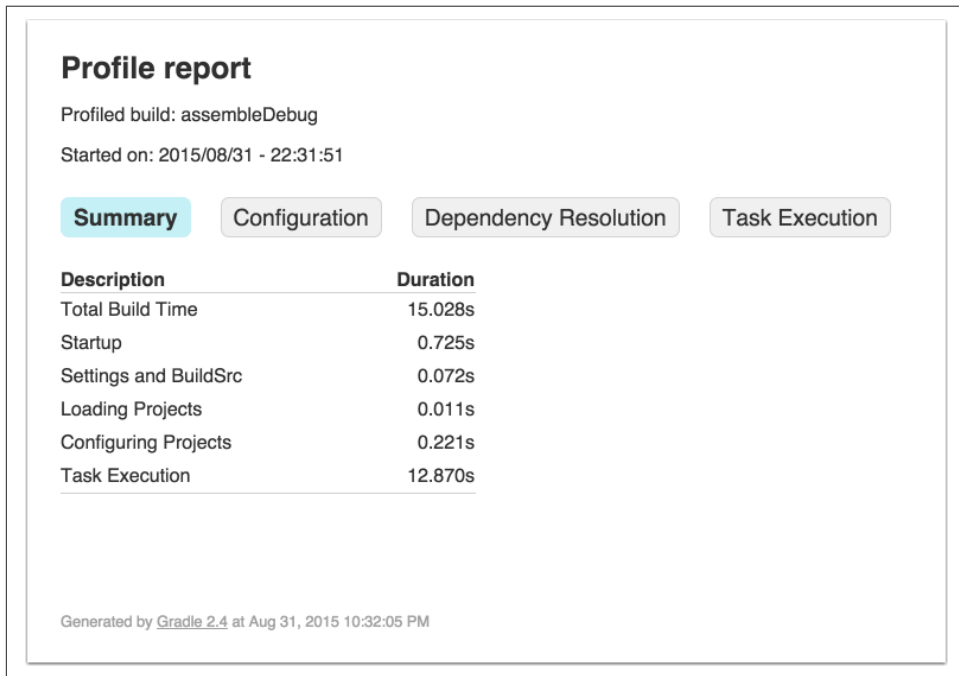 Profile report
Profiled build: assembleDebug
Started on: 2015/08/31 - 22:31:51
Summary Configuration Dependency Resolution Task Execution
Description Duration
Total Build Time 15.028s
Startup 0.725s
Settings and BuildSrc 0.072s
Loading Projects 0.011s
Configuring Projects 0.221s
Task Execution 12.870s
Generated by Gradle 2.4 at Aug 31, 2015 10:32:05 PM